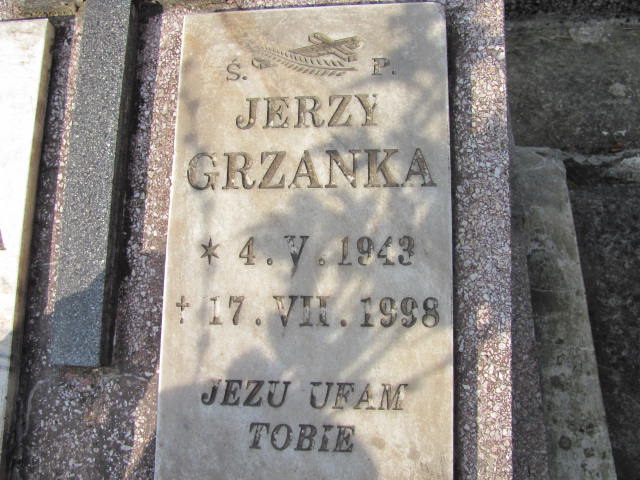 Ś. P.
JERZY
GRZANKA
* 4.V.1943
† 17.VII.1998
JEZU UFAM
TOBIE